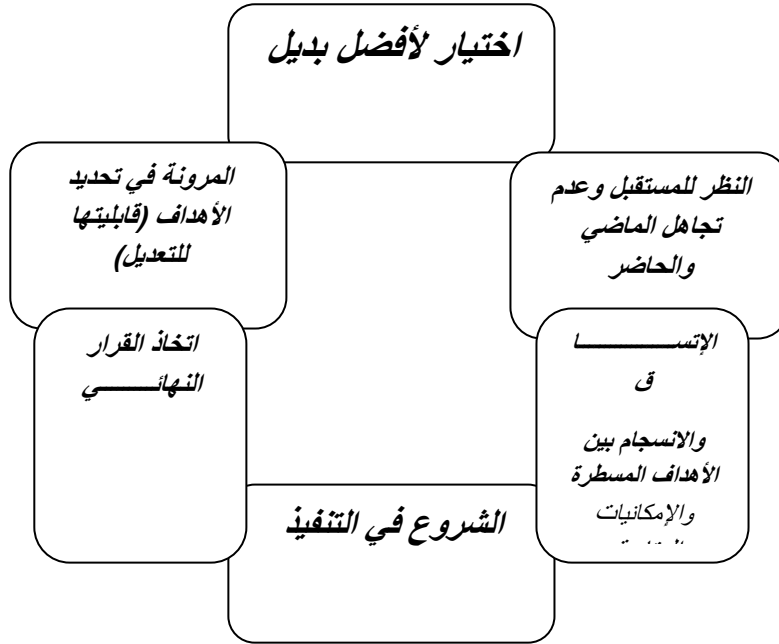 اختيار لأفضل بديل
النظر للمستقبل وعدم
تجاهل الماضي
والحاضر
المرونة في تحديد
الأهداف (قابليتها
للتعديل)
الإتســـــــــــا
ق
والانسجام بين
الأهداف المسطرة
والإمكانيات
اتخاذ القرار
النهائـــــــي
الشروع في التنفيذ